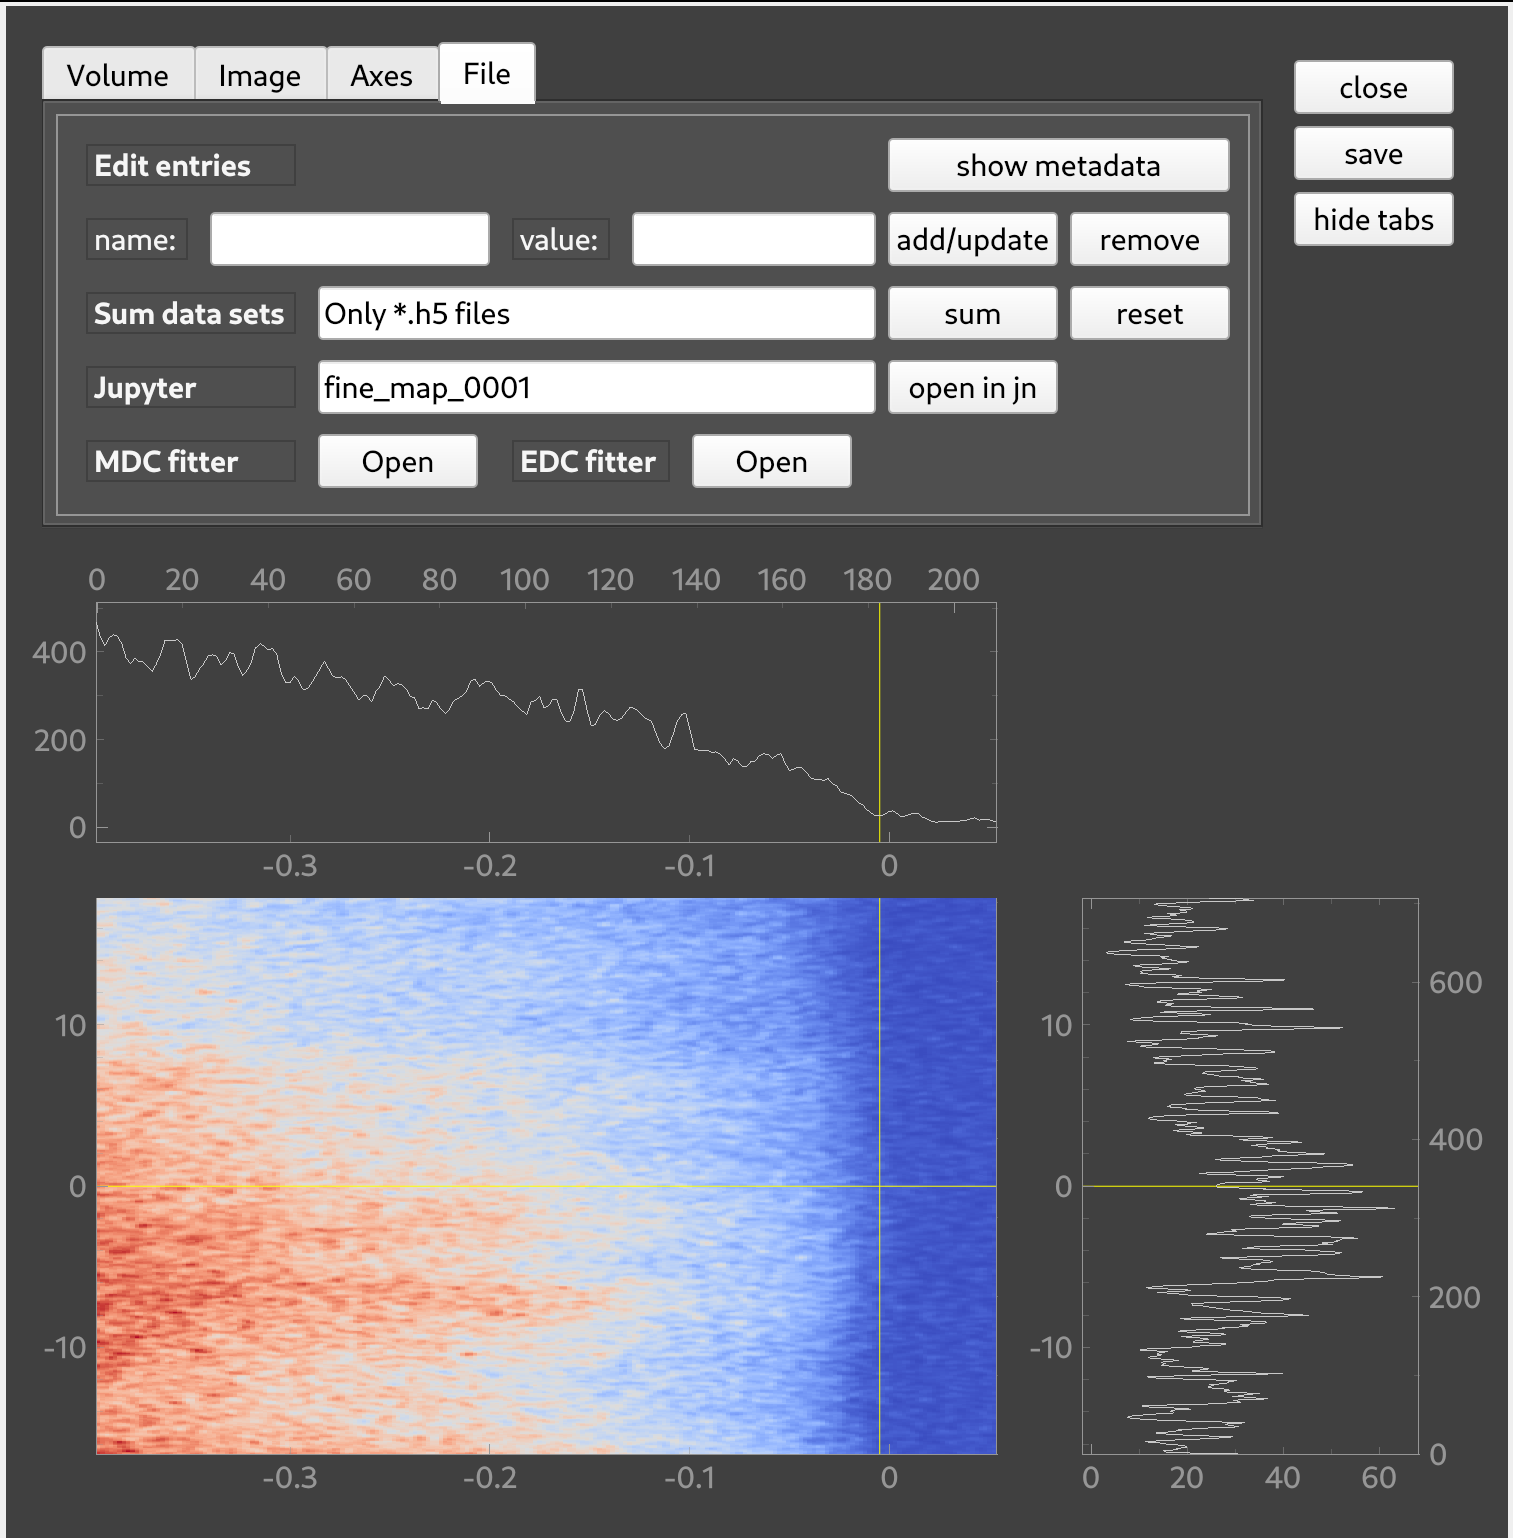 Volume Image Axes File
close
save
hide tabs
Edit entries show metadata
name: value: add/update remove
Sum data sets Only *.h5 files sum reset
Jupyter fine_map_0001 open in jn
MDC fitter Open EDC fitter Open
0 20 40 60 80 100 120 140 160 180 200
400
200
0
-0.3 -0.2 -0.1 0
10
0
-10
-0.3 -0.2 -0.1 0
10
0
-10
600
400
200
0
0 20 40 60